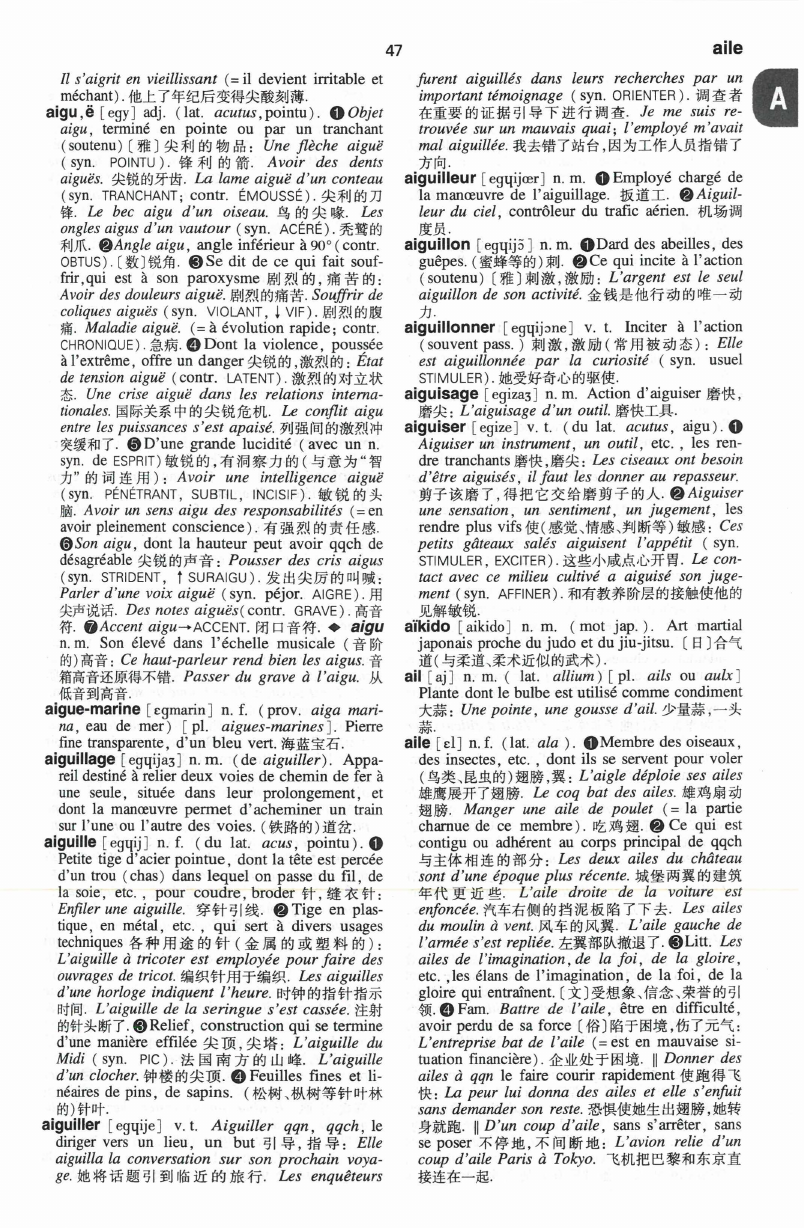 47
aile
A
Il s'aigrit en vieillissant (= il devient irritable et
méchant). 他上了年纪后变得尖酸刻薄.
aigu,ë [egy] adj. (lat. acutus,pointu). ❶ Objet
aigu, terminé en pointe ou par un tranchant
(soutenu) 〔雅〕尖利的物品: Une flèche aiguë
(syn. POINTU). 锋利的箭. Avoir des dents
aiguës. 尖锐的牙齿. La lame aiguë d'un conteau
(syn. TRANCHANT; contr. ÉMOUSSÉ). 尖利的刀
锋. Le bec aigu d'un oiseau. 鸟的尖喙. Les
ongles aigus d'un vautour (syn. ACÉRÉ). 秃鹫的
利爪. ❷Angle aigu, angle inférieur à 90° (contr.
OBTUS).〔数〕锐角. ❸Se dit de ce qui fait souf-
frir,qui est à son paroxysme 剧烈的,痛苦的:
Avoir des douleurs aiguë. 剧烈的痛苦. Souffrir de
coliques aiguës (syn. VIOLANT, ↓VIF). 剧烈的腹
痛. Maladie aiguë. (= à évolution rapide; contr.
CHRONIQUE). 急病. ❹ Dont la violence, poussée
à l'extrême, offre un danger 尖锐的,激烈的: État
de tension aiguë (contr. LATENT). 激烈的对立状
态. Une crise aiguë dans les relations interna-
tionales. 国际关系中的尖锐危机. Le conflit aigu
entre les puissances s'est apaisé. 列强间的激烈冲
突缓和了. ❺D'une grande lucidité (avec un n.
syn. de ESPRIT) 敏锐的,有洞察力的(与意为“智
力”的词连用): Avoir une intelligence aiguë
(syn. PÉNÉTRANT, SUBTIL, INCISIF). 敏锐的头
脑. Avoir un sens aigu des responsabilités (= en
avoir pleinement conscience). 有强烈的责任感.
❻Son aigu, dont la hauteur peut avoir qqch de
désagréable 尖锐的声音: Pousser des cris aigus
(syn. STRIDENT, ↑SURAIGU). 发出尖厉的叫喊:
Parler d'une voix aiguë (syn. péjor. AIGRE). 用
尖声说话. Des notes aiguës(contr. GRAVE). 高音
符. ❼Accent aigu→ACCENT. 闭口音符. ◆ aigu
n. m. Son élevé dans l'échelle musicale (音阶
的)高音: Ce haut-parleur rend bien les aigus. 音
箱高音还原得不错. Passer du grave à l'aigu. 从
低音到高音.
aigue-marine [ɛgmarin] n. f. (prov. aiga mari-
na, eau de mer) [pl. aigues-marines]. Pierre
fine transparente, d'un bleu vert. 海蓝宝石.
aiguillage [egɥijaʒ] n. m. (de aiguiller). Appa-
reil destiné à relier deux voies de chemin de fer à
une seule, située dans leur prolongement, et
dont la manœuvre permet d'acheminer un train
sur l'une ou l'autre des voies. (铁路的)道岔.
aiguille [egɥij] n. f. (du lat. acus, pointu). ❶
Petite tige d'acier pointue, dont la tête est percée
d'un trou (chas) dans lequel on passe du fil, de
la soie, etc., pour coudre, broder 针,缝衣针:
Enfiler une aiguille. 穿针引线. ❷ Tige en plas-
tique, en métal, etc., qui sert à divers usages
techniques 各种用途的针(金属的或塑料的):
L'aiguille à tricoter est employée pour faire des
ouvrages de tricot. 编织针用于编织. Les aiguilles
d'une horloge indiquent l'heure. 时钟的指针指示
时间. L'aiguille de la seringue s'est cassée. 注射
的针头断了. ❸Relief, construction qui se termine
d'une manière effilée 尖顶,尖塔: L'aiguille du
Midi (syn. PIC). 法国南方的山峰. L'aiguille
d'un clocher. 钟楼的尖顶. ❹ Feuilles fines et li-
néaires de pins, de sapins. (松树、枞树等针叶林
的)针叶.
aiguiller [egɥije] v. t. Aiguiller qqn, qqch, le
diriger vers un lieu, un but 引导,指导: Elle
aiguilla la conversation sur son prochain voya-
ge. 她将话题引到临近的旅行. Les enquêteurs
furent aiguillés dans leurs recherches par un
important témoignage (syn. ORIENTER). 调查者
在重要的证据引导下进行调查. Je me suis re-
trouvée sur un mauvais quai; l'employé m'avait
mal aiguillée. 我去错了站台,因为工作人员指错了
方向.
aiguilleur [egɥijœr] n. m. ❶Employé chargé de
la manœuvre de l'aiguillage. 扳道工. ❷Aiguil-
leur du ciel, contrôleur du trafic aérien. 机场调
度员.
aiguillon [egɥijɔ̃] n. m. ❶Dard des abeilles, des
guêpes. (蜜蜂等的)刺. ❷Ce qui incite à l'action
(soutenu)〔雅〕刺激,激励: L'argent est le seul
aiguillon de son activité. 金钱是他行动的唯一动
力.
aiguillonner [egɥijɔne] v. t. Inciter à l'action
(souvent pass.) 刺激,激励(常用被动态): Elle
est aiguillonnée par la curiosité (syn. usuel
STIMULER). 她受好奇心的驱使.
aiguisage [egizaʒ] n. m. Action d'aiguiser 磨快,
磨尖: L'aiguisage d'un outil. 磨快工具.
aiguiser [egize] v. t. (du lat. acutus, aigu). ❶
Aiguiser un instrument, un outil, etc., les ren-
dre tranchants 磨快,磨尖: Les ciseaux ont besoin
d'être aiguisés, il faut les donner au repasseur.
剪子该磨了,得把它交给磨剪子的人. ❷ Aiguiser
une sensation, un sentiment, un jugement, les
rendre plus vifs 使(感觉、情感、判断等)敏感: Ces
petits gâteaux salés aiguisent l'appétit (syn.
STIMULER, EXCITER). 这些小咸点心开胃. Le con-
tact avec ce milieu cultivé a aiguisé son juge-
ment (syn. AFFINER). 和有教养阶层的接触使他的
见解敏锐.
aïkido [aikido] n. m. (mot jap.). Art martial
japonais proche du judo et du jiu-jitsu. 〔日〕合气
道(与柔道、柔术近似的武术).
ail [aj] n. m. (lat. allium) [pl. ails ou aulx]
Plante dont le bulbe est utilisé comme condiment
大蒜: Une pointe, une gousse d'ail. 少量蒜,一头
蒜.
aile [ɛl] n. f. (lat. ala). ❶Membre des oiseaux,
des insectes, etc., dont ils se servent pour voler
(鸟类、昆虫的)翅膀,翼: L'aigle déploie ses ailes
雄鹰展开了翅膀. Le coq bat des ailes. 雄鸡扇动
翅膀. Manger une aile de poulet (= la partie
charnue de ce membre). 吃鸡翅. ❷ Ce qui est
contigu ou adhérent au corps principal de qqch
与主体相连的部分: Les deux ailes du château
sont d'une époque plus récente. 城堡两翼的建筑
年代更近些. L'aile droite de la voiture est
enfoncée. 汽车右侧的挡泥板陷了下去. Les ailes
du moulin à vent. 风车的风翼. L'aile gauche de
l'armée s'est repliée. 左翼部队撤退了. ❸Litt. Les
ailes de l'imagination, de la foi, de la gloire,
etc. ,les élans de l'imagination, de la foi, de la
gloire qui entraînent.〔文〕受想象、信念、荣誉的引
领. ❹ Fam. Battre de l'aile, être en difficulté,
avoir perdu de sa force〔俗〕陷于困境,伤了元气:
L'entreprise bat de l'aile (= est en mauvaise si-
tuation financière). 企业处于困境. ‖ Donner des
ailes à qqn le faire courir rapidement 使跑得飞
快: La peur lui donna des ailes et elle s'enfuit
sans demander son reste. 恐惧使她生出翅膀,她转
身就跑. ‖ D'un coup d'aile, sans s'arrêter, sans
se poser 不停地,不间断地: L'avion relie d'un
coup d'aile Paris à Tokyo. 飞机把巴黎和东京直
接连在一起.